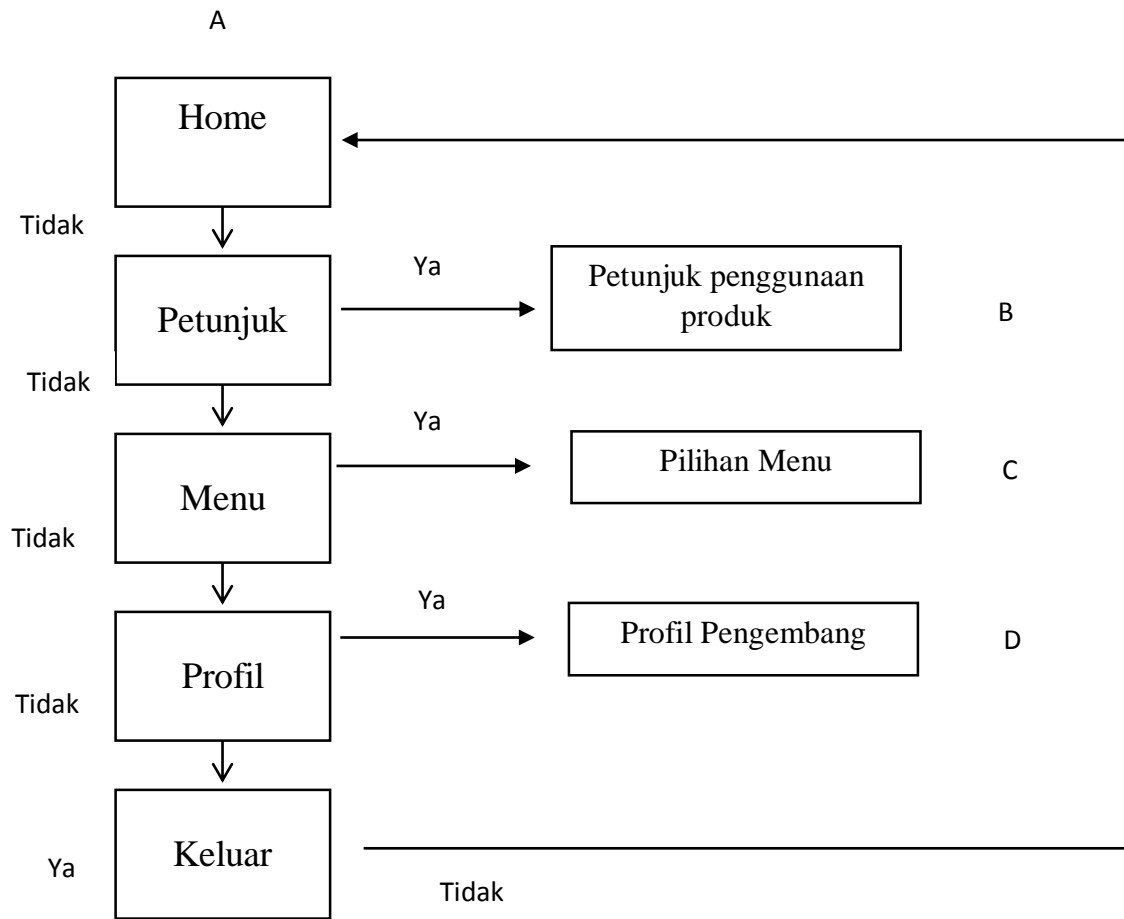 A
Home
Tidak
Ya
Petunjuk penggunaan
produk
B
Petunjuk
Tidak
Ya
Pilihan Menu
C
Menu
Tidak
Ya
Profil Pengembang
D
Profil
Tidak
Keluar
Ya
Tidak